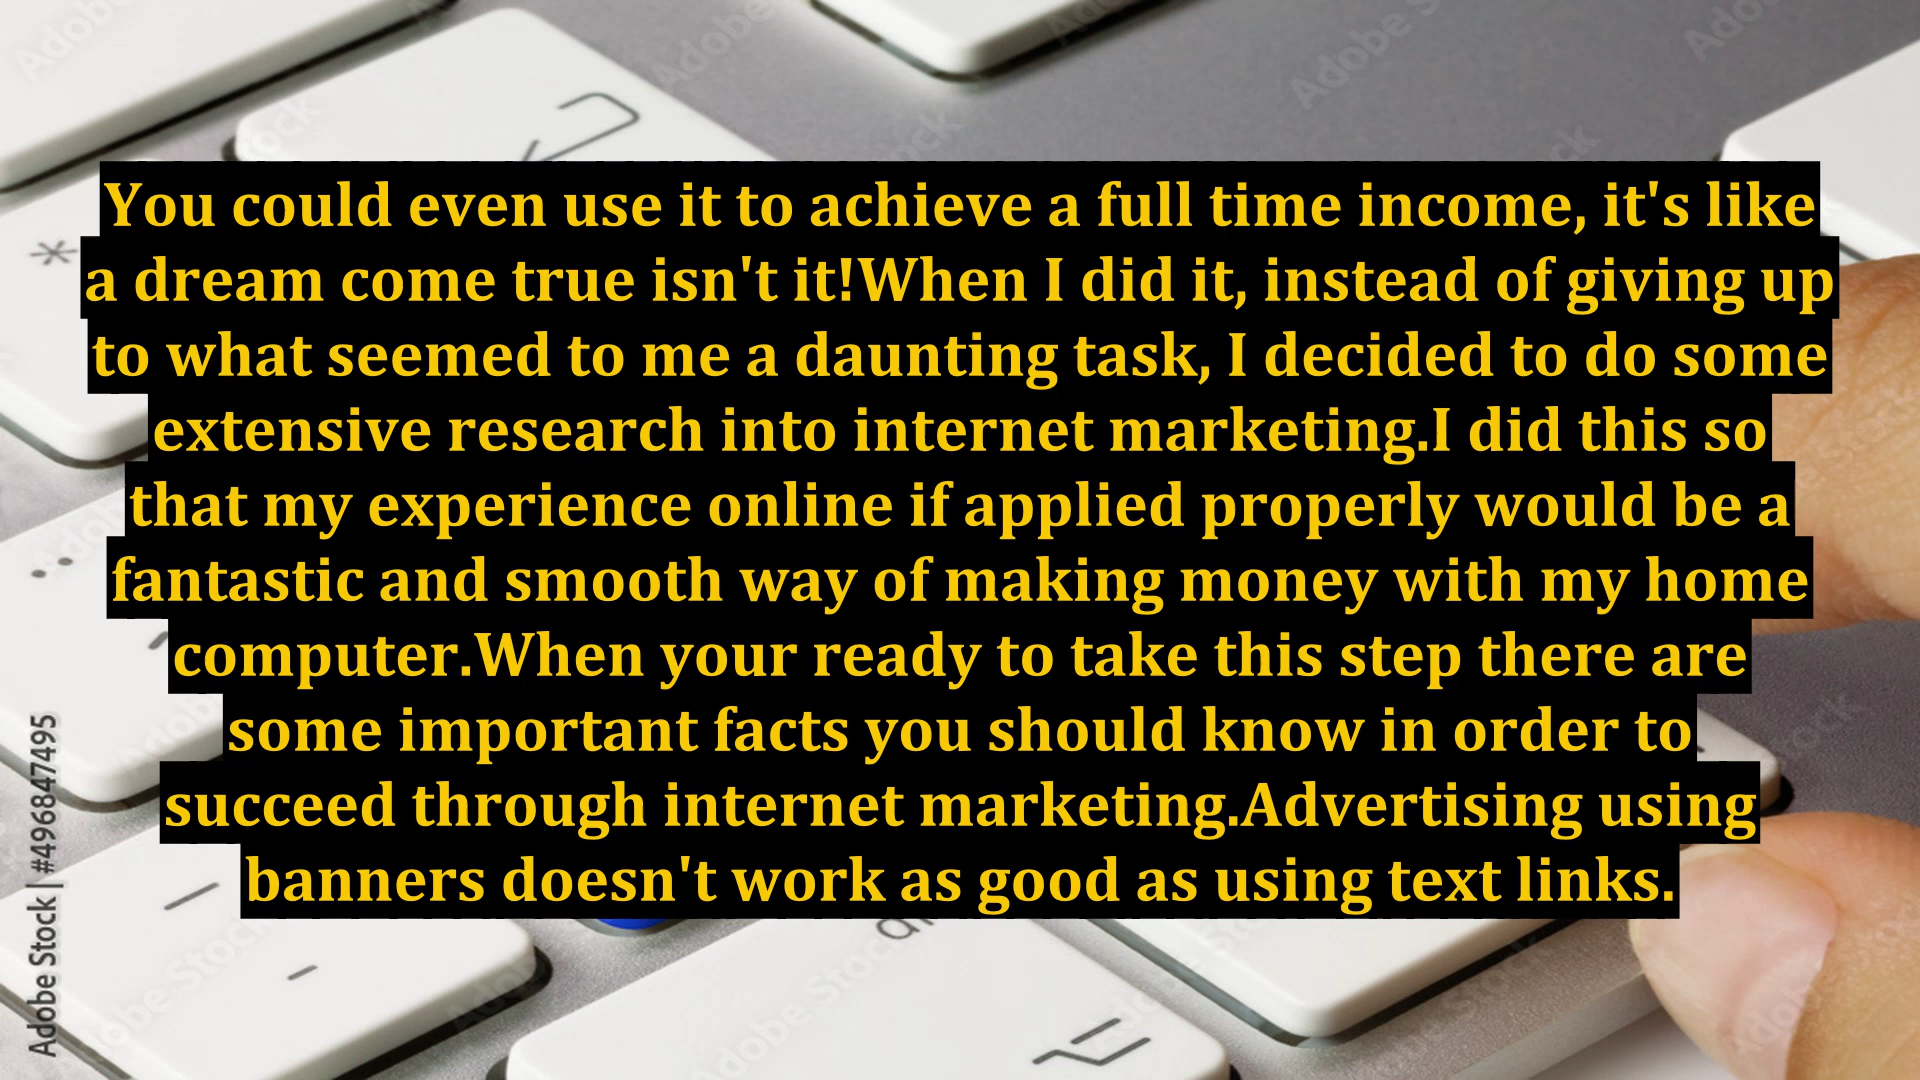 You could even use it to achieve a full time income, it's like
a dream come true isn't it!When I did it, instead of giving up
to what seemed to me a daunting task, I decided to do some
extensive research into internet marketing.I did this so
that my experience online if applied properly would be a
fantastic and smooth way of making money with my home
computer.When your ready to take this step there are
some important facts you should know in order to
succeed through internet marketing.Advertising using
banners doesn't work as good as using text links.
Adobe Stock | #496847495